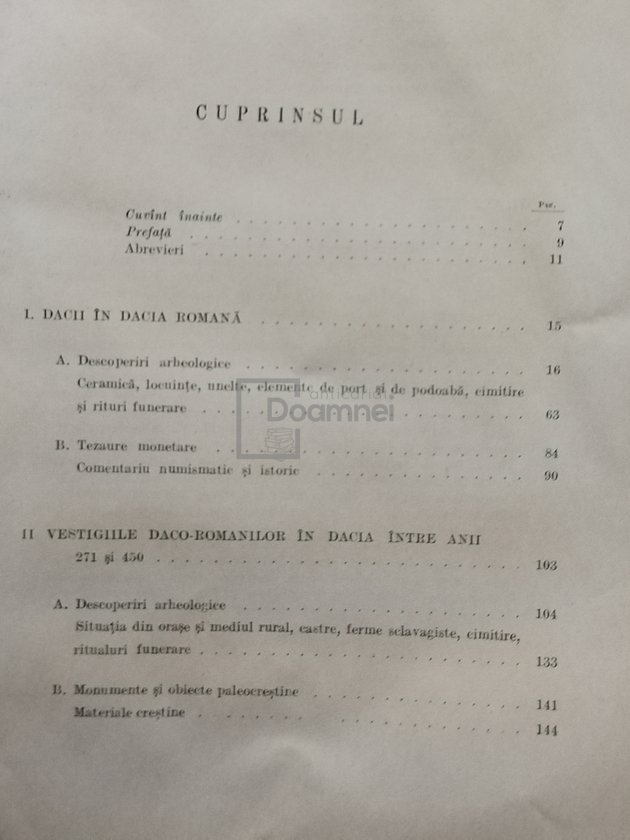 CUPRINSUL
Pag.
Cuvînt înainte . . . . . . . . . . . . . . . . . 7
Prefață . . . . . . . . . . . . . . . . . . . 9
Abrevieri . . . . . . . . . . . . . . . . . . 11
I. DACII ÎN DACIA ROMANĂ . . . . . . . . . . . . . . 15
A. Descoperiri arheologice . . . . . . . . . . . . . . . 16
Ceramică, locuințe, unelte, elemente de port și de podoabă, cimitire
și rituri funerare . . . . . . . . . . . . . . . . . 63
B. Tezaure monetare . . . . . . . . . . . . . . . . . 84
Comentariu numismatic și istoric . . . . . . . . . . . . 90
II VESTIGIILE DACO-ROMANILOR ÎN DACIA ÎNTRE ANII
271 și 450 . . . . . . . . . . . . . . . . . . . 103
A. Descoperiri arheologice . . . . . . . . . . . . . . . 104
Situația din orașe și mediul rural, castre, ferme sclavagiste, cimitire,
ritualuri funerare . . . . . . . . . . . . . . . . . 133
B. Monumente și obiecte paleocreștine . . . . . . . . . . . 141
Materiale creștine . . . . . . . . . . . . . . . . 144
anticariat
Doamnei